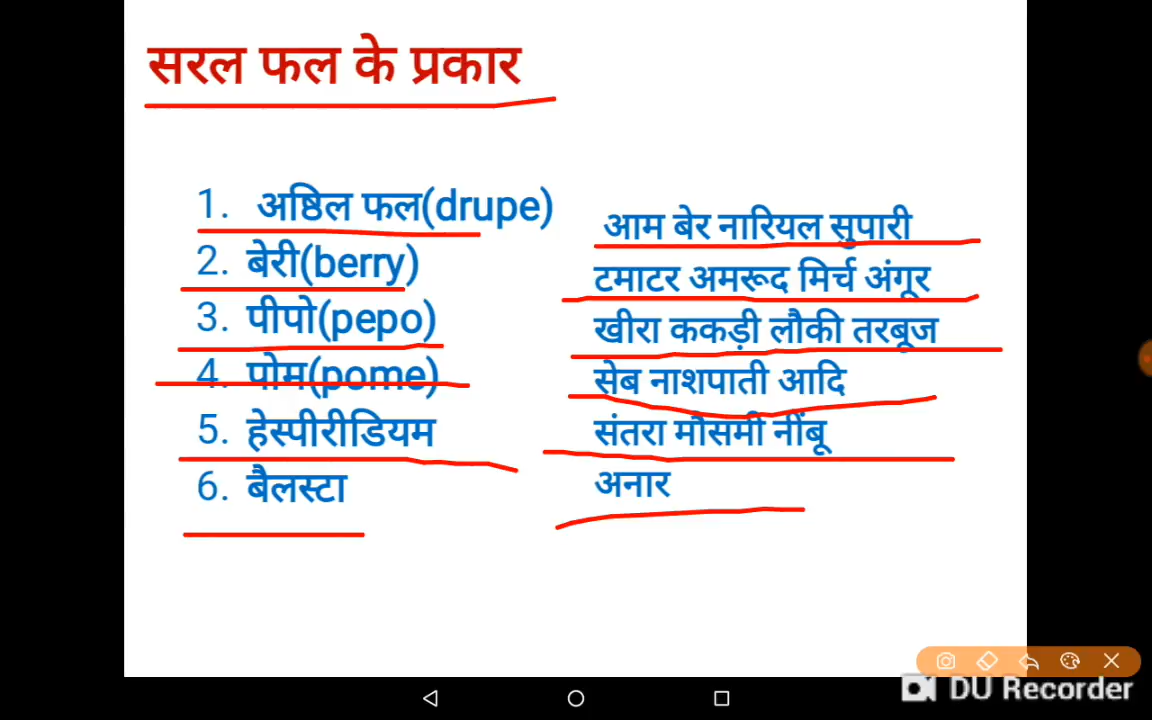 सरल फल के प्रकार
1. अष्ठिल फल(drupe)
आम बेर नारियल सुपारी
2. बेरी(berry)
टमाटर अमरूद मिर्च अंगूर
3. पीपो(pepo)
खीरा ककड़ी लौकी तरबूज
4. पोम(pome)
सेब नाशपाती आदि
5. हेस्पीरीडियम
संतरा मौसमी नींबू
6. बैलस्टा
अनार
DU Recorder